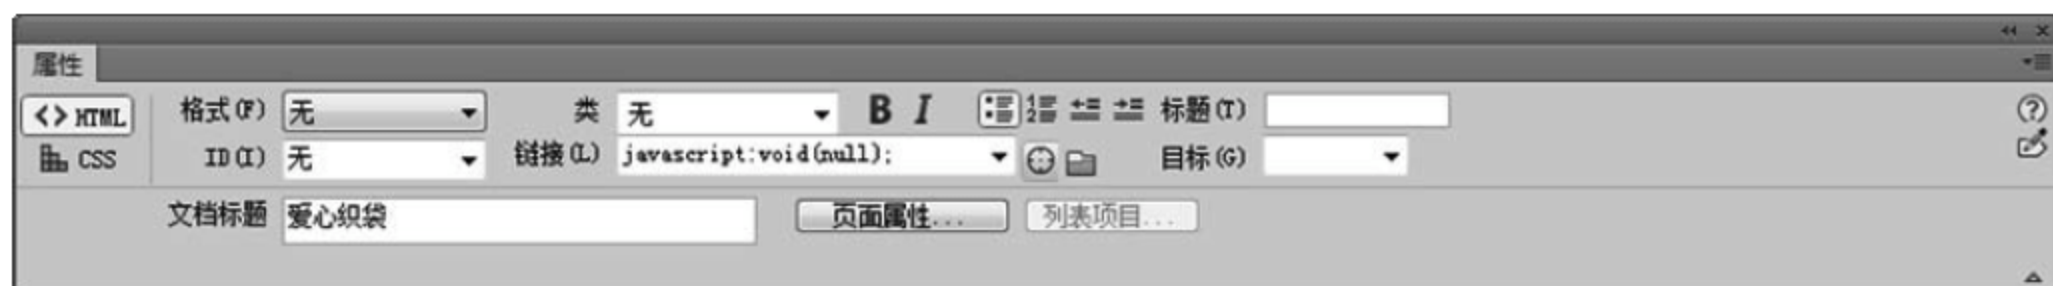 属性
<> HTML 格式(F) 无 类 无 B I 标题(T)
CSS ID(I) 无 链接(L) javascript:void(null); 目标(G)
文档标题 爱心织袋 页面属性... 列表项目...